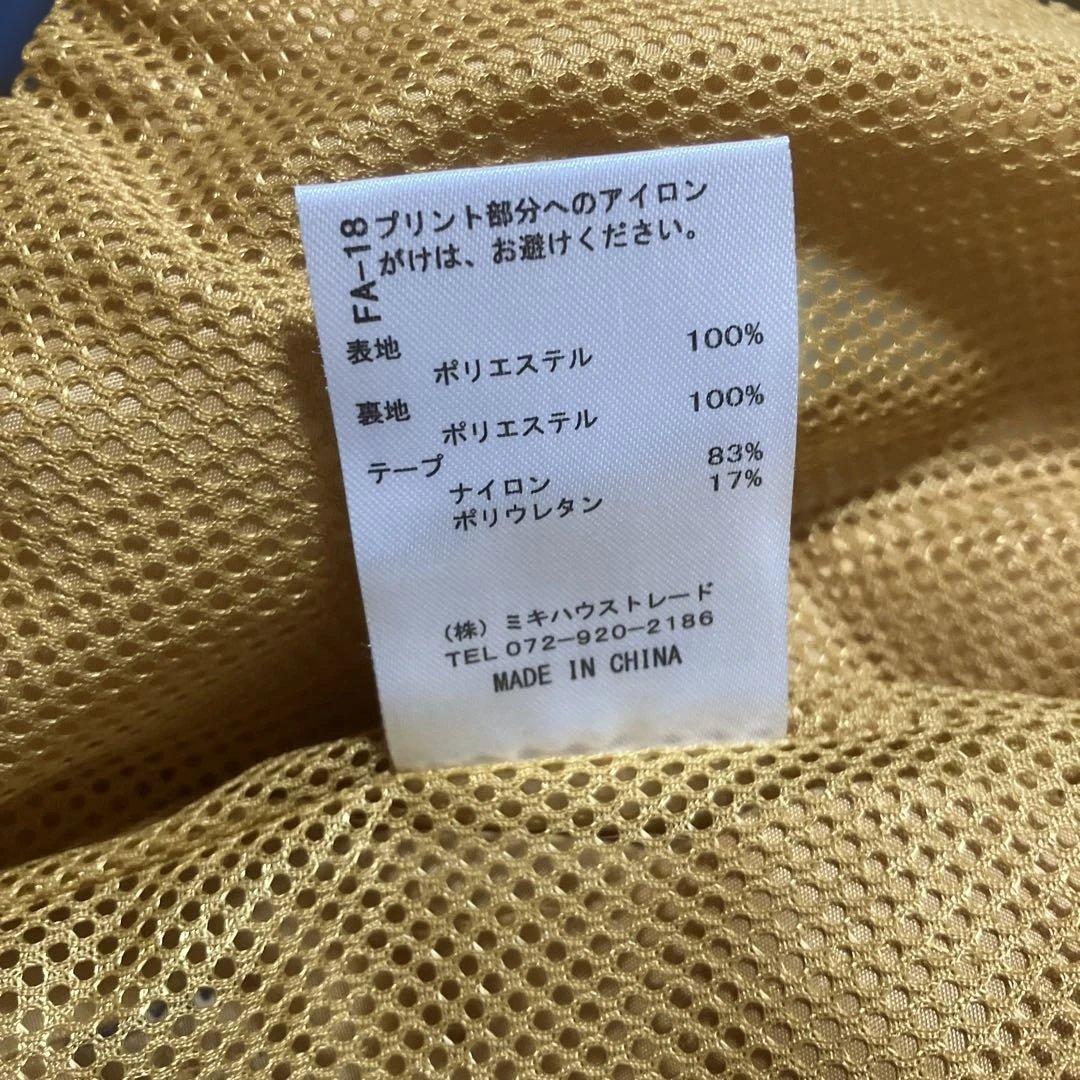 FA-18
プリント部分へのアイロン
がけは、お避けください。
表地
ポリエステル 100%
裏地
ポリエステル 100%
テープ
ナイロン 83%
ポリウレタン 17%
(株)ミキハウストレード
TEL 072-920-2186
MADE IN CHINA